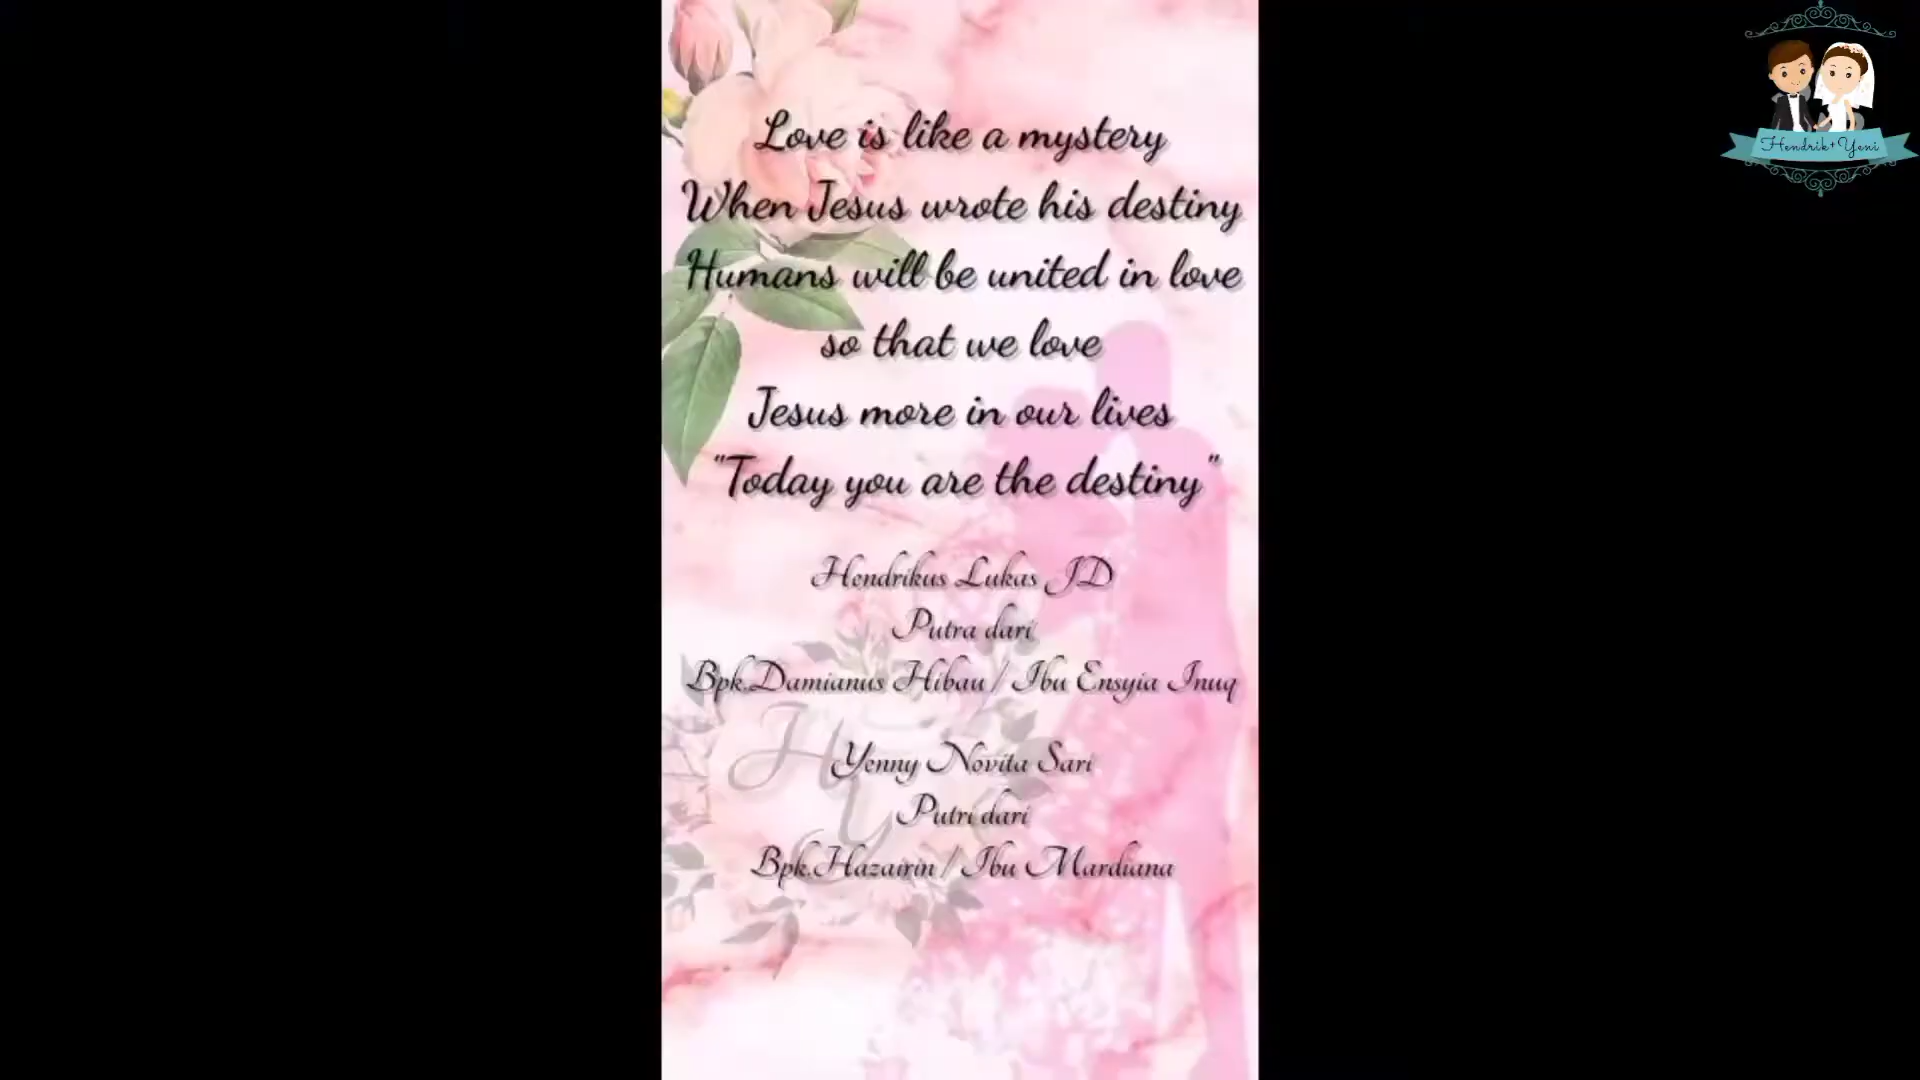 Love is like a mystery
When Jesus wrote his destiny
Humans will be united in love
so that we love
Jesus more in our lives
"Today you are the destiny"
Hendrikus Lukas JD
Putra dari
Bpk.Damianus Hibau / Ibu Ensyia Inuq
Yenny Novita Sari
Putri dari
Bpk.Hazairin / Ibu Mardiana
H
Y
Hendrik+Yeni